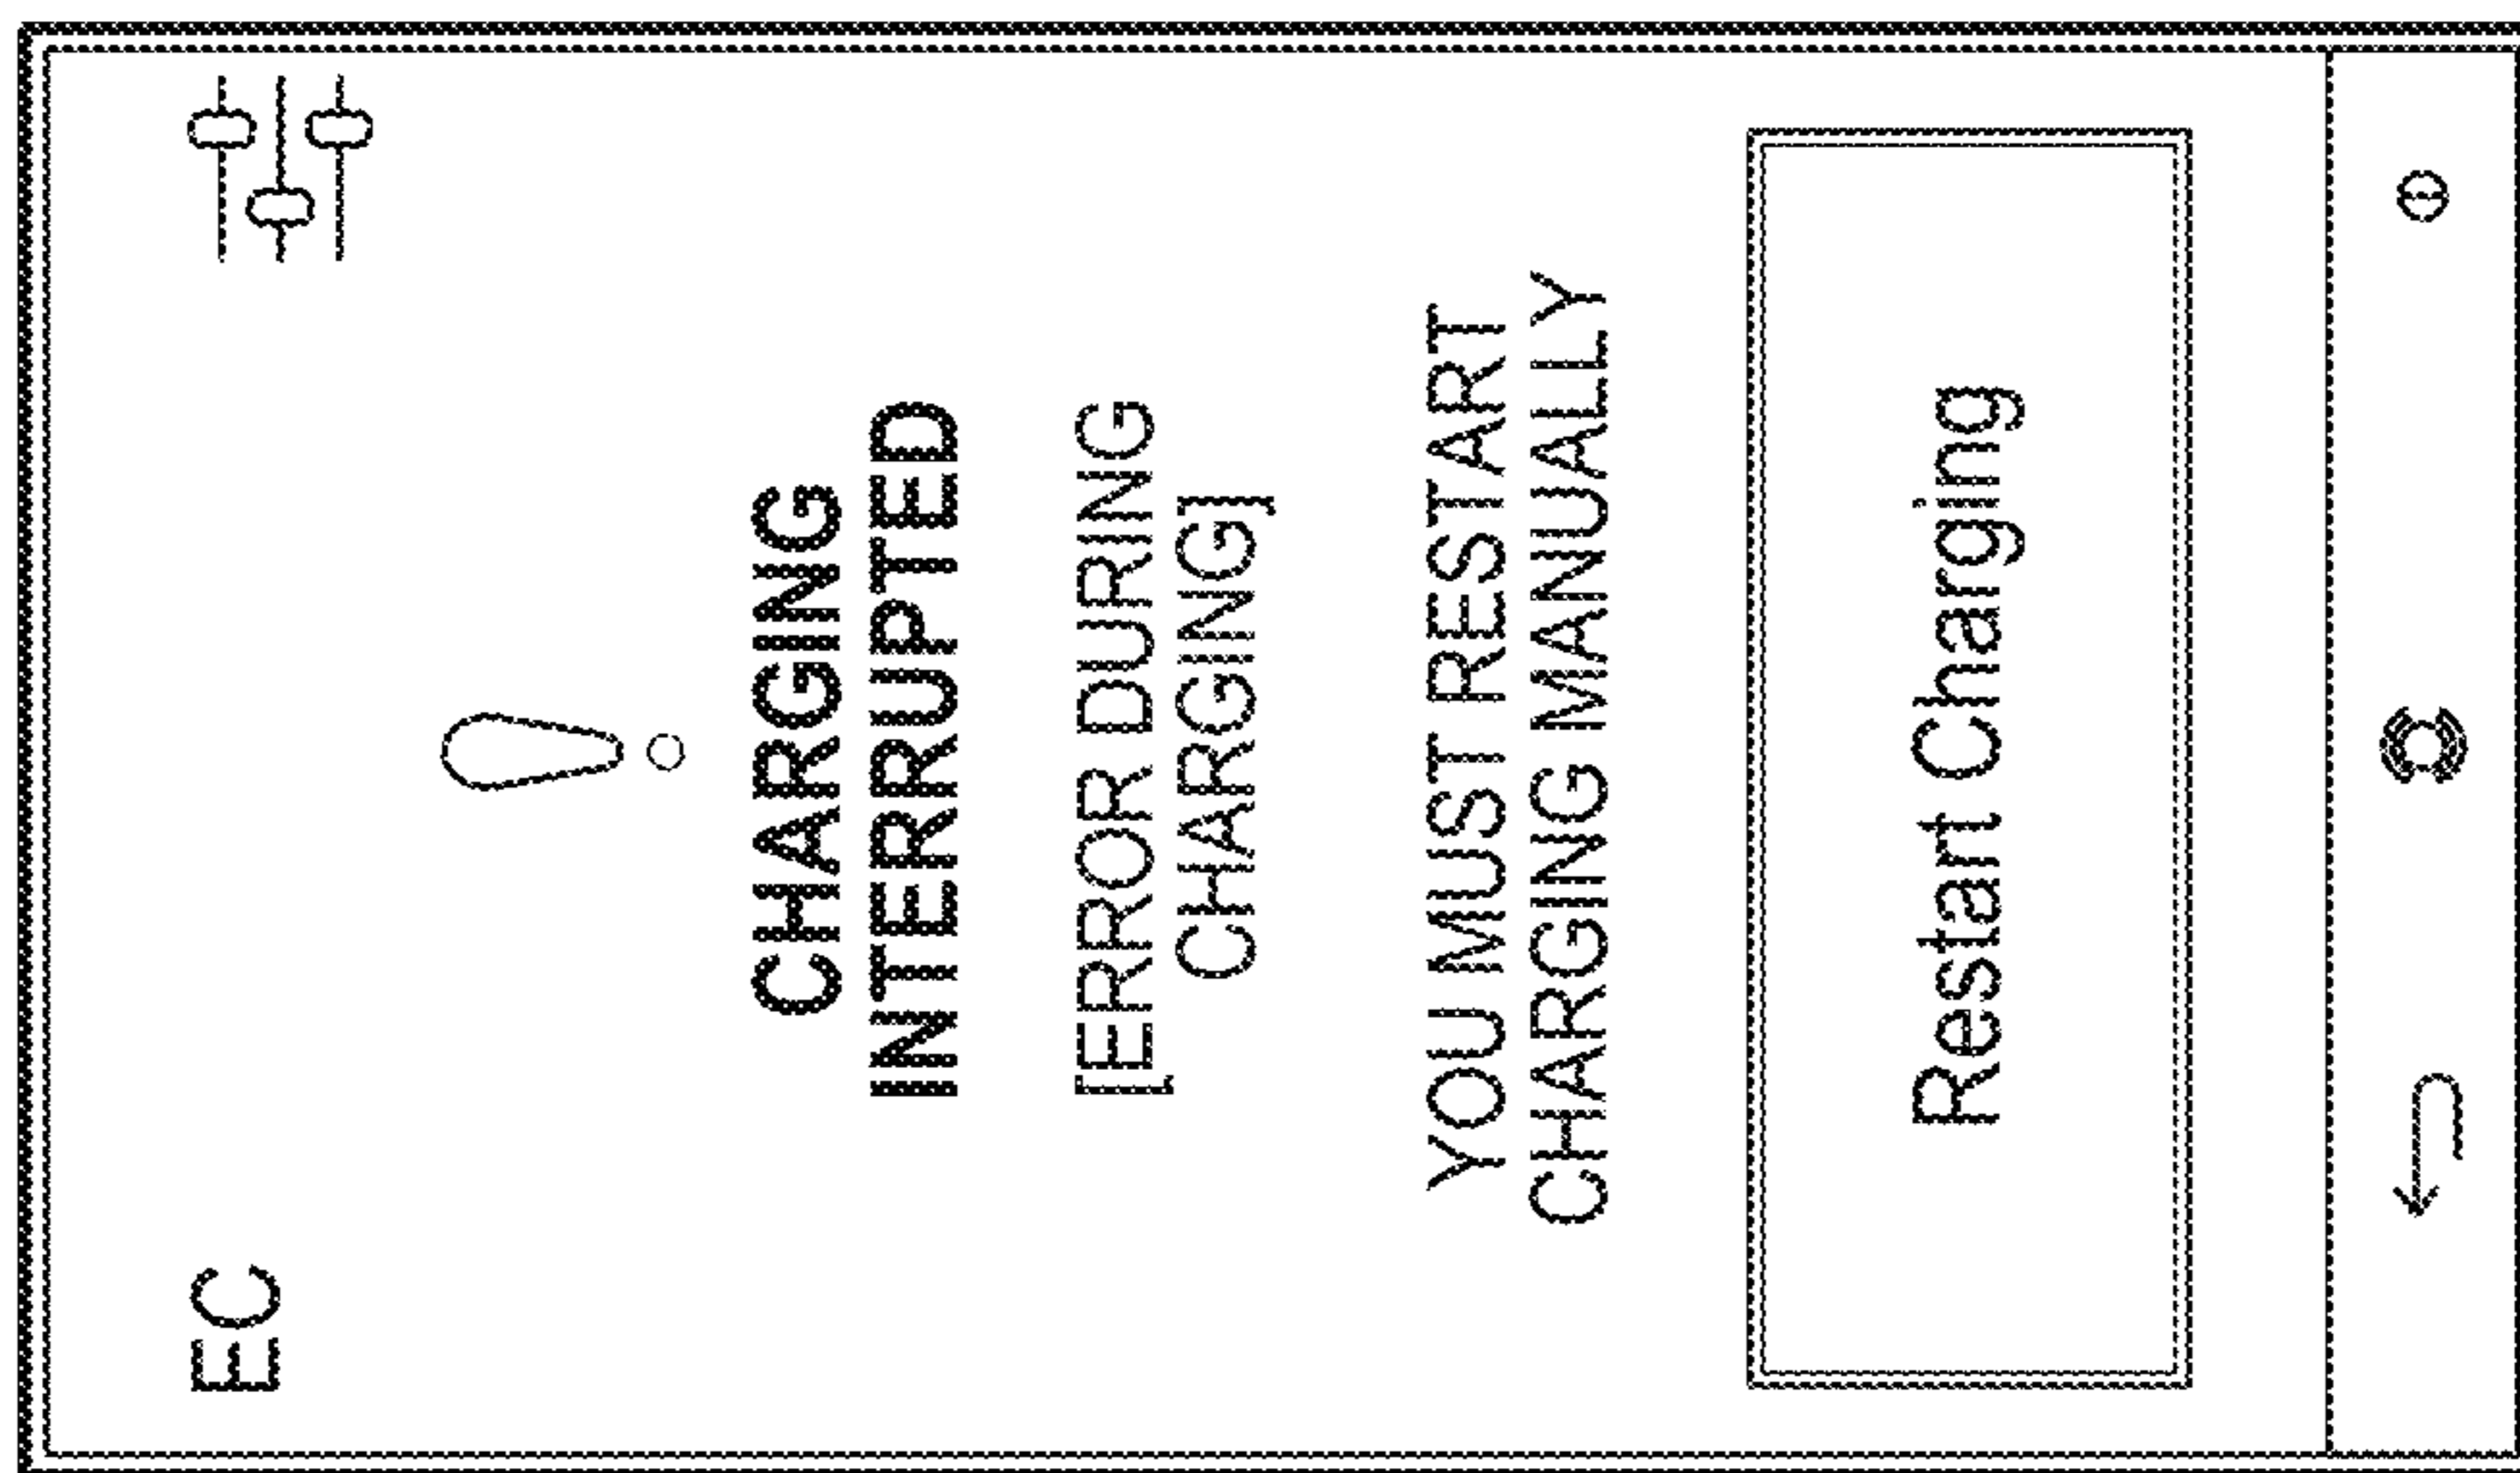 EC
CHARGING
INTERRUPTED
[ERROR DURING
CHARGING]
YOU MUST RESTART
CHARGING MANUALLY
Restart Charging